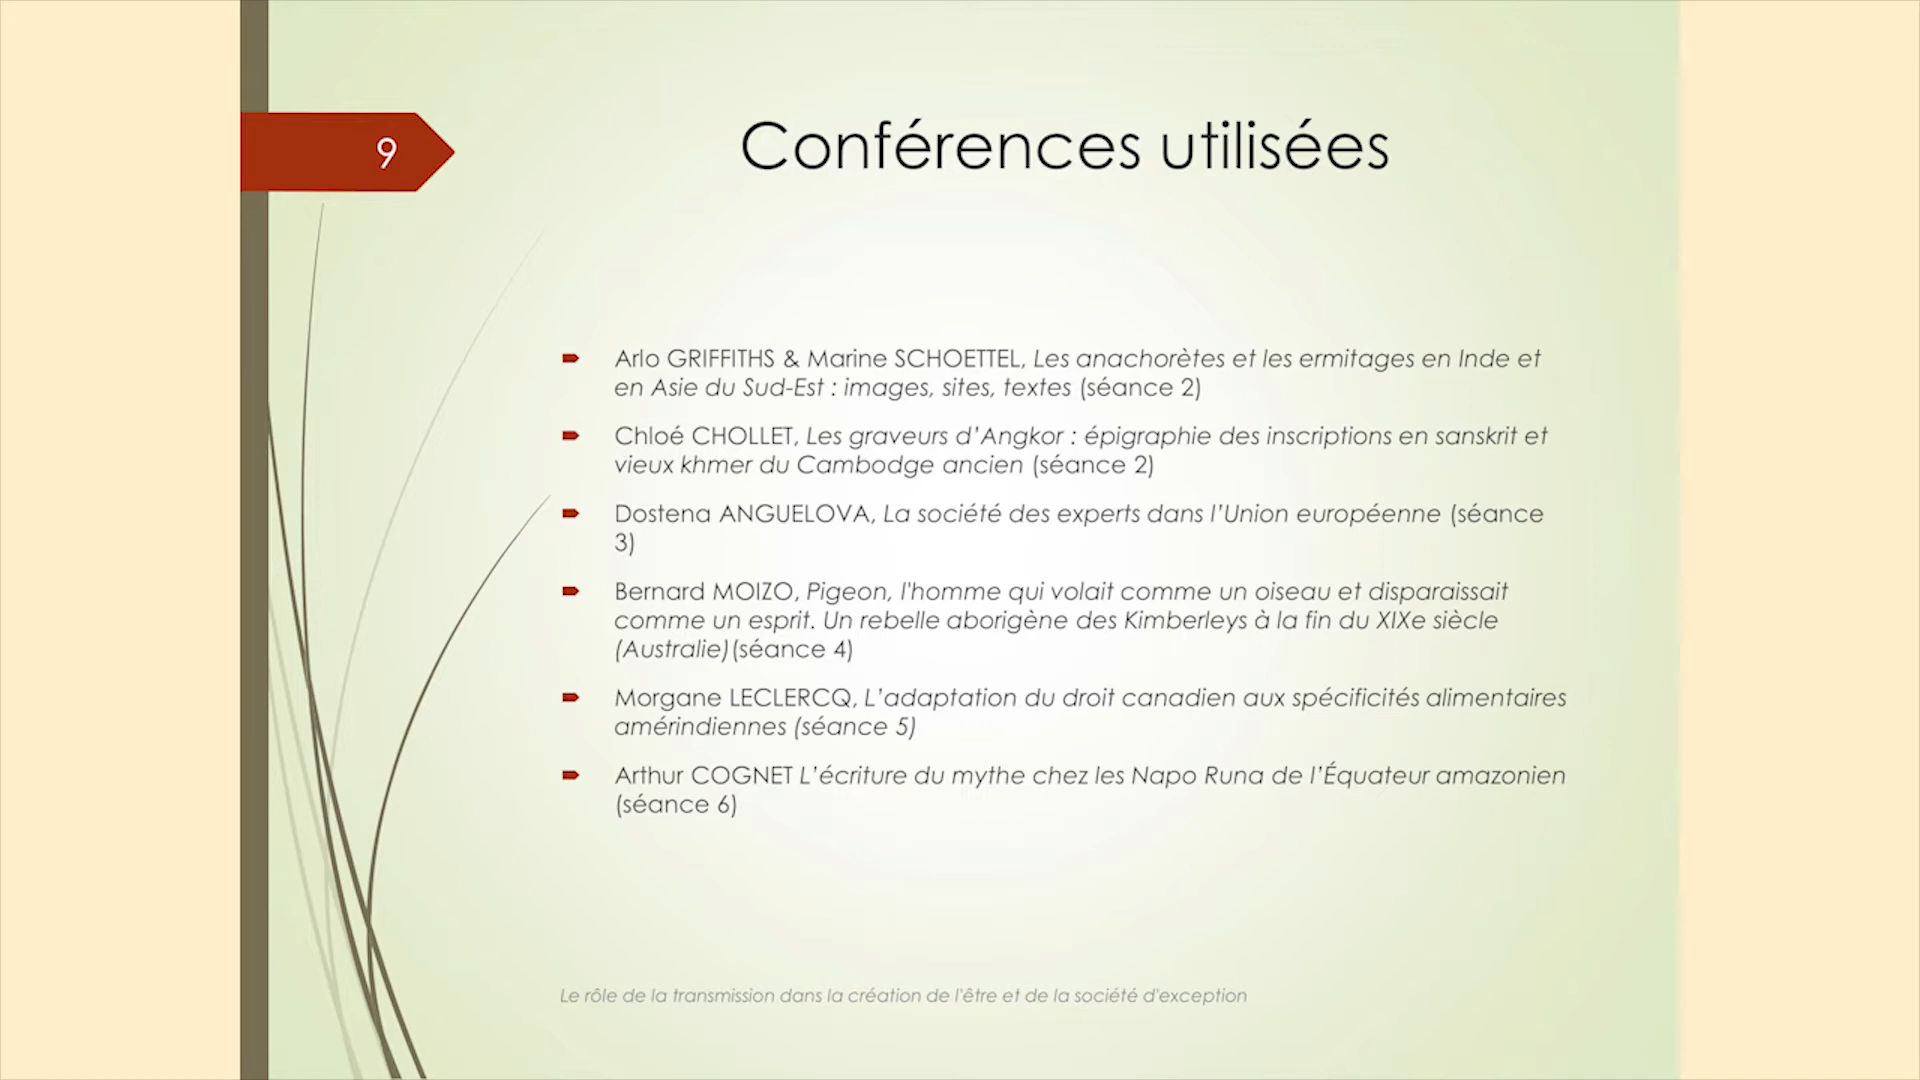 9
Conférences utilisées
Arlo GRIFFITHS & Marine SCHOETTEL, Les anachorètes et les ermitages en Inde et
en Asie du Sud-Est : images, sites, textes (séance 2)
Chloé CHOLLET, Les graveurs d’Angkor : épigraphie des inscriptions en sanskrit et
vieux khmer du Cambodge ancien (séance 2)
Dostena ANGUELOVA, La société des experts dans l’Union européenne (séance
3)
Bernard MOIZO, Pigeon, l'homme qui volait comme un oiseau et disparaissait
comme un esprit. Un rebelle aborigène des Kimberleys à la fin du XIXe siècle
(Australie)(séance 4)
Morgane LECLERCQ, L’adaptation du droit canadien aux spécificités alimentaires
amérindiennes (séance 5)
Arthur COGNET L’écriture du mythe chez les Napo Runa de l’Équateur amazonien
(séance 6)
Le rôle de la transmission dans la création de l'être et de la société d'exception